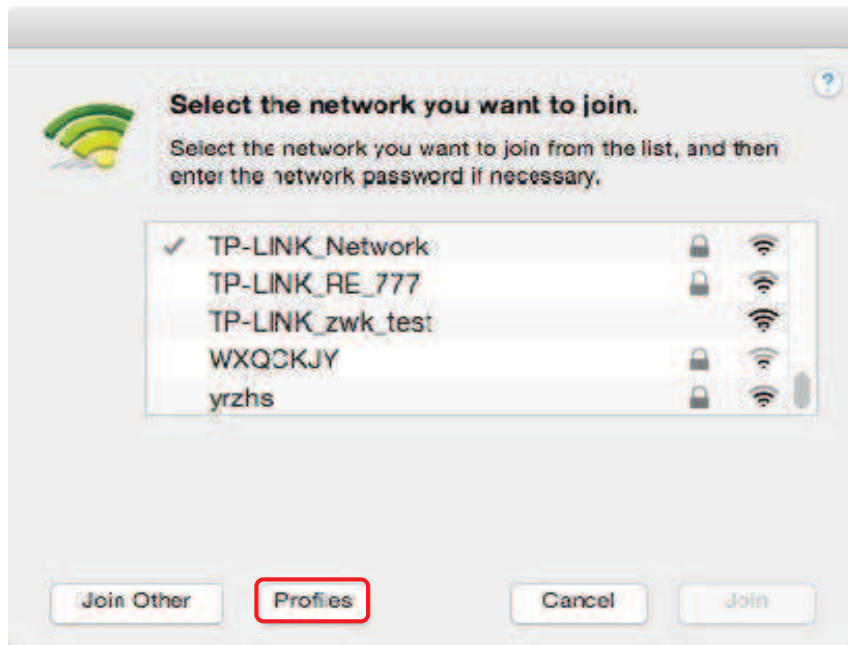 ?
Select the network you want to join.
Select the network you want to join from the list, and then
enter the network password if necessary.
TP-LINK_Network
TP-LINK_RE_777
TP-LINK_zwk_test
yrzhs
Join Other
Profiles
Cancel
Join